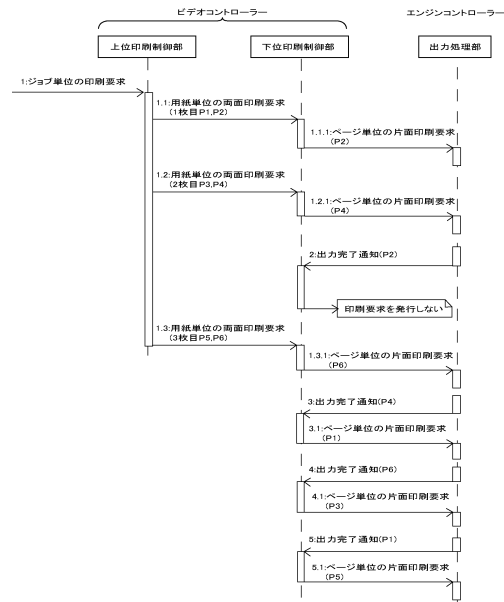 ビデオコントローラー
エンジンコントローラー
上位印刷制御部
下位印刷制御部
出力処理部
1:ジョブ単位の印刷要求
1.1:用紙単位の両面印刷要求
(1枚目P1,P2)
1.1.1:ページ単位の片面印刷要求
(P2)
1.2:用紙単位の両面印刷要求
(2枚目P3,P4)
1.2.1:ページ単位の片面印刷要求
(P4)
2:出力完了通知(P2)
印刷要求を発行しない
1.3:用紙単位の両面印刷要求
(3枚目P5,P6)
1.3.1:ページ単位の片面印刷要求
(P6)
3:出力完了通知(P4)
3.1:ページ単位の片面印刷要求
(P1)
4:出力完了通知(P6)
4.1:ページ単位の片面印刷要求
(P3)
5:出力完了通知(P1)
5.1:ページ単位の片面印刷要求
(P5)